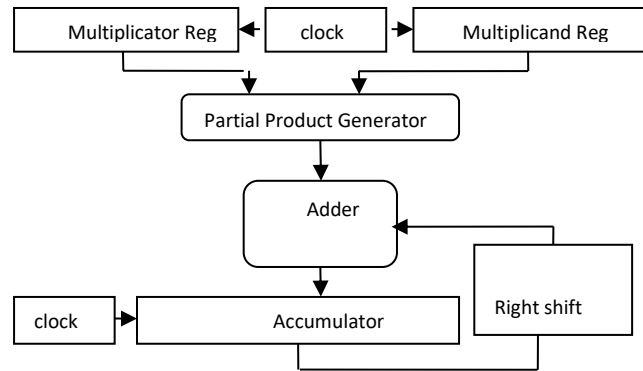 Multiplicator Reg
clock
Multiplicand Reg
Partial Product Generator
Adder
Right shift
clock
Accumulator